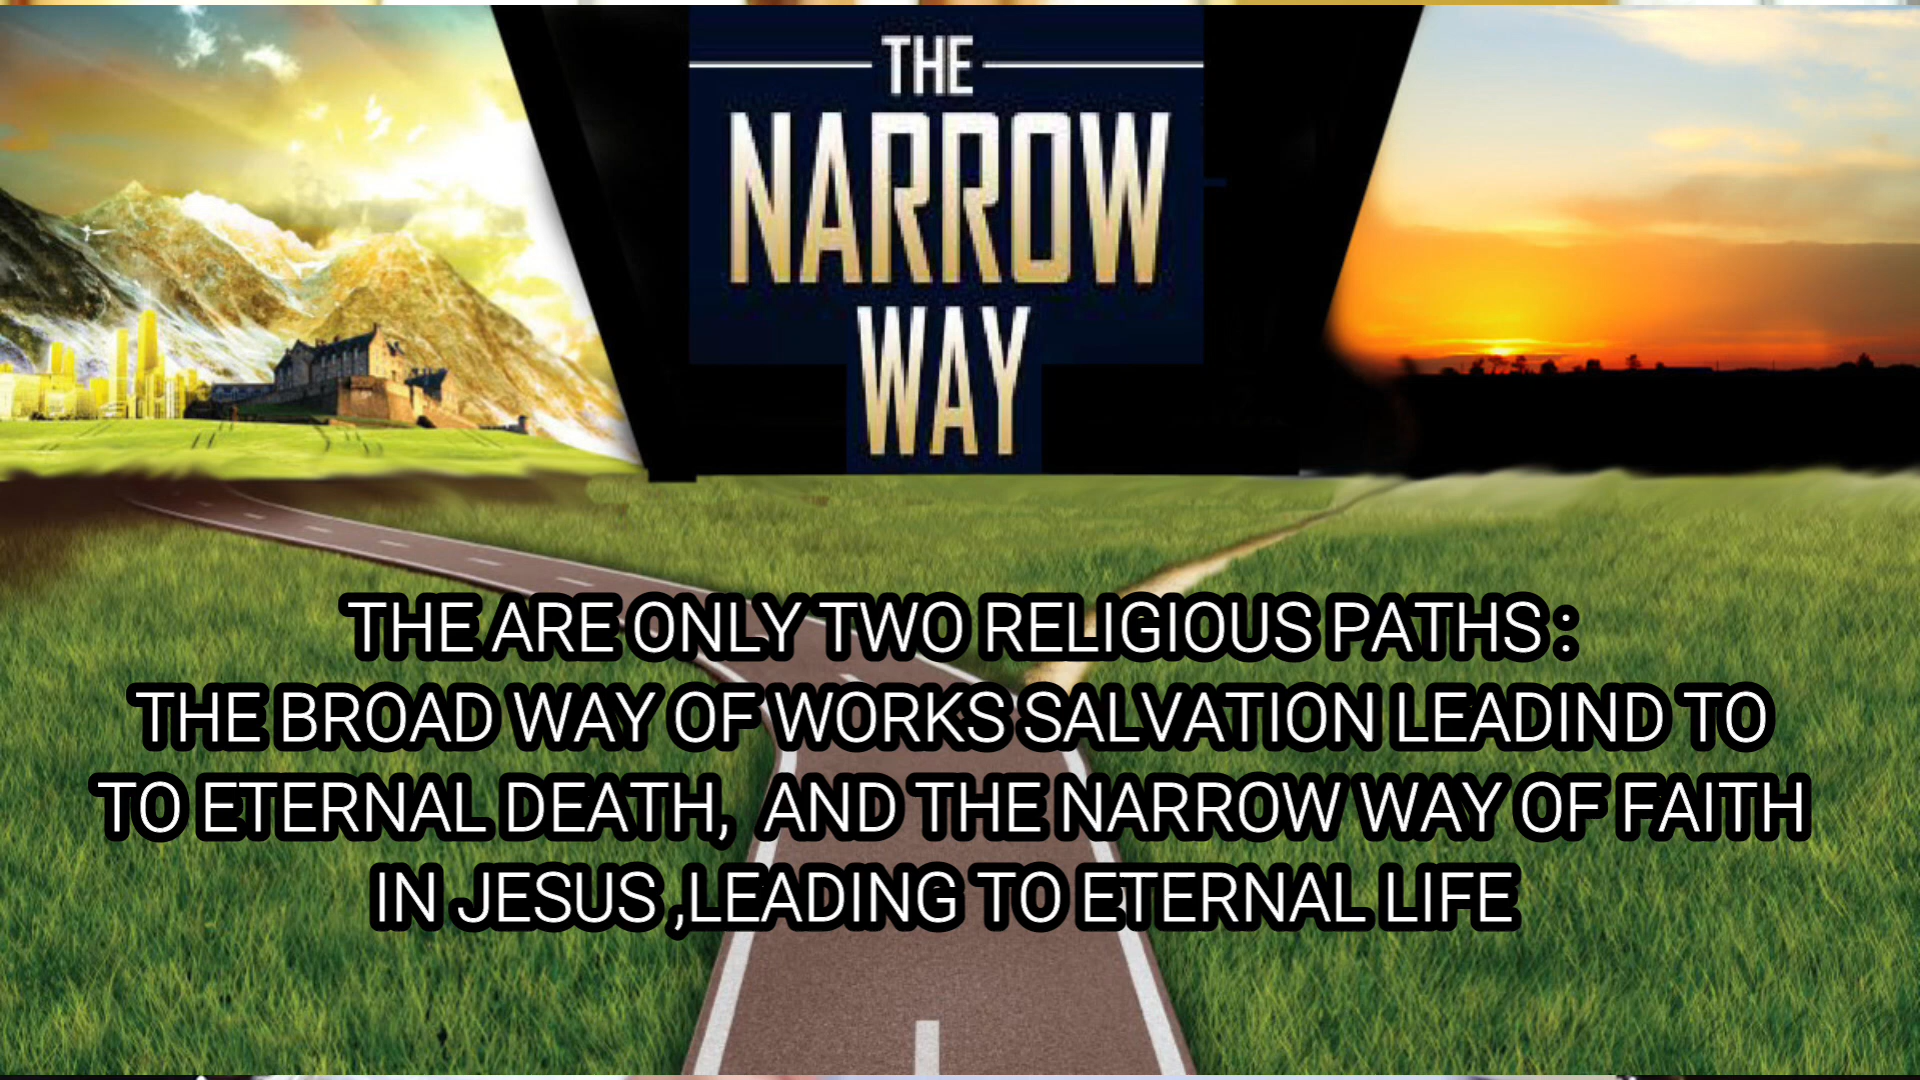 THE
NARROW
WAY
THE ARE ONLY TWO RELIGIOUS PATHS :
THE BROAD WAY OF WORKS SALVATION LEADIND TO
TO ETERNAL DEATH, AND THE NARROW WAY OF FAITH
IN JESUS ,LEADING TO ETERNAL LIFE